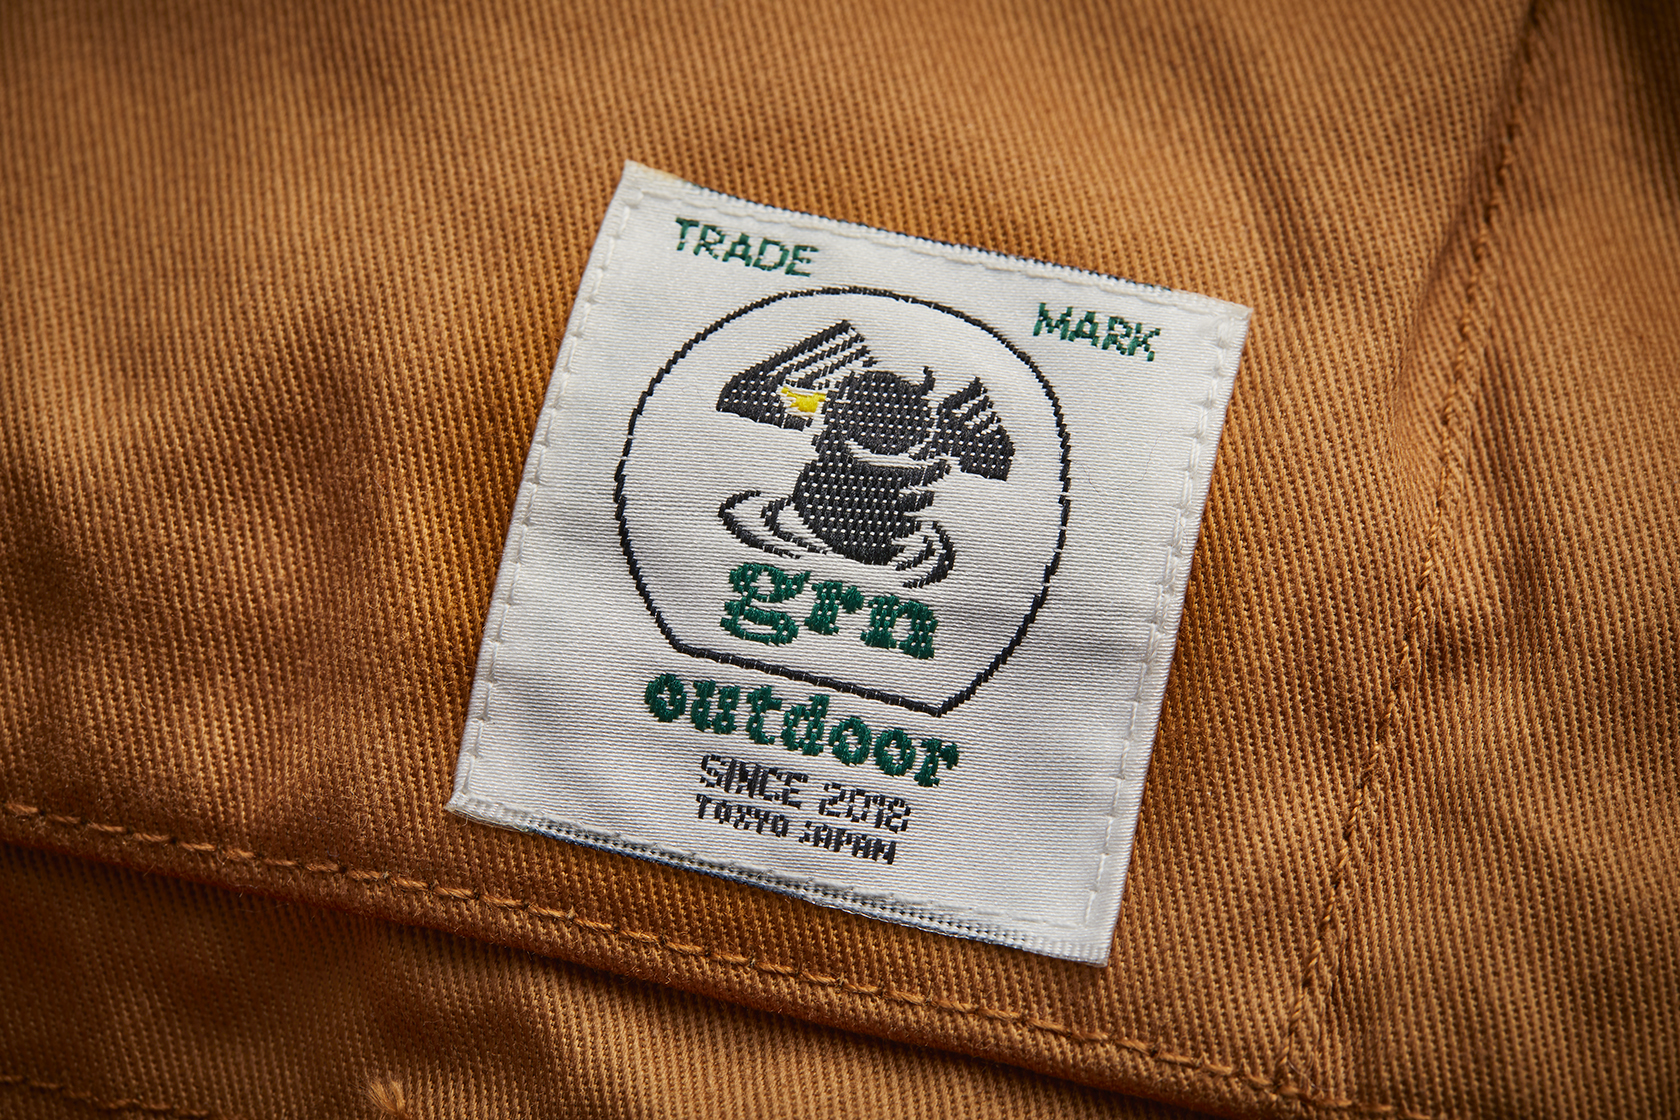 TRADE MARK
grn
outdoor
SINCE 2018
TOKYO JAPAN